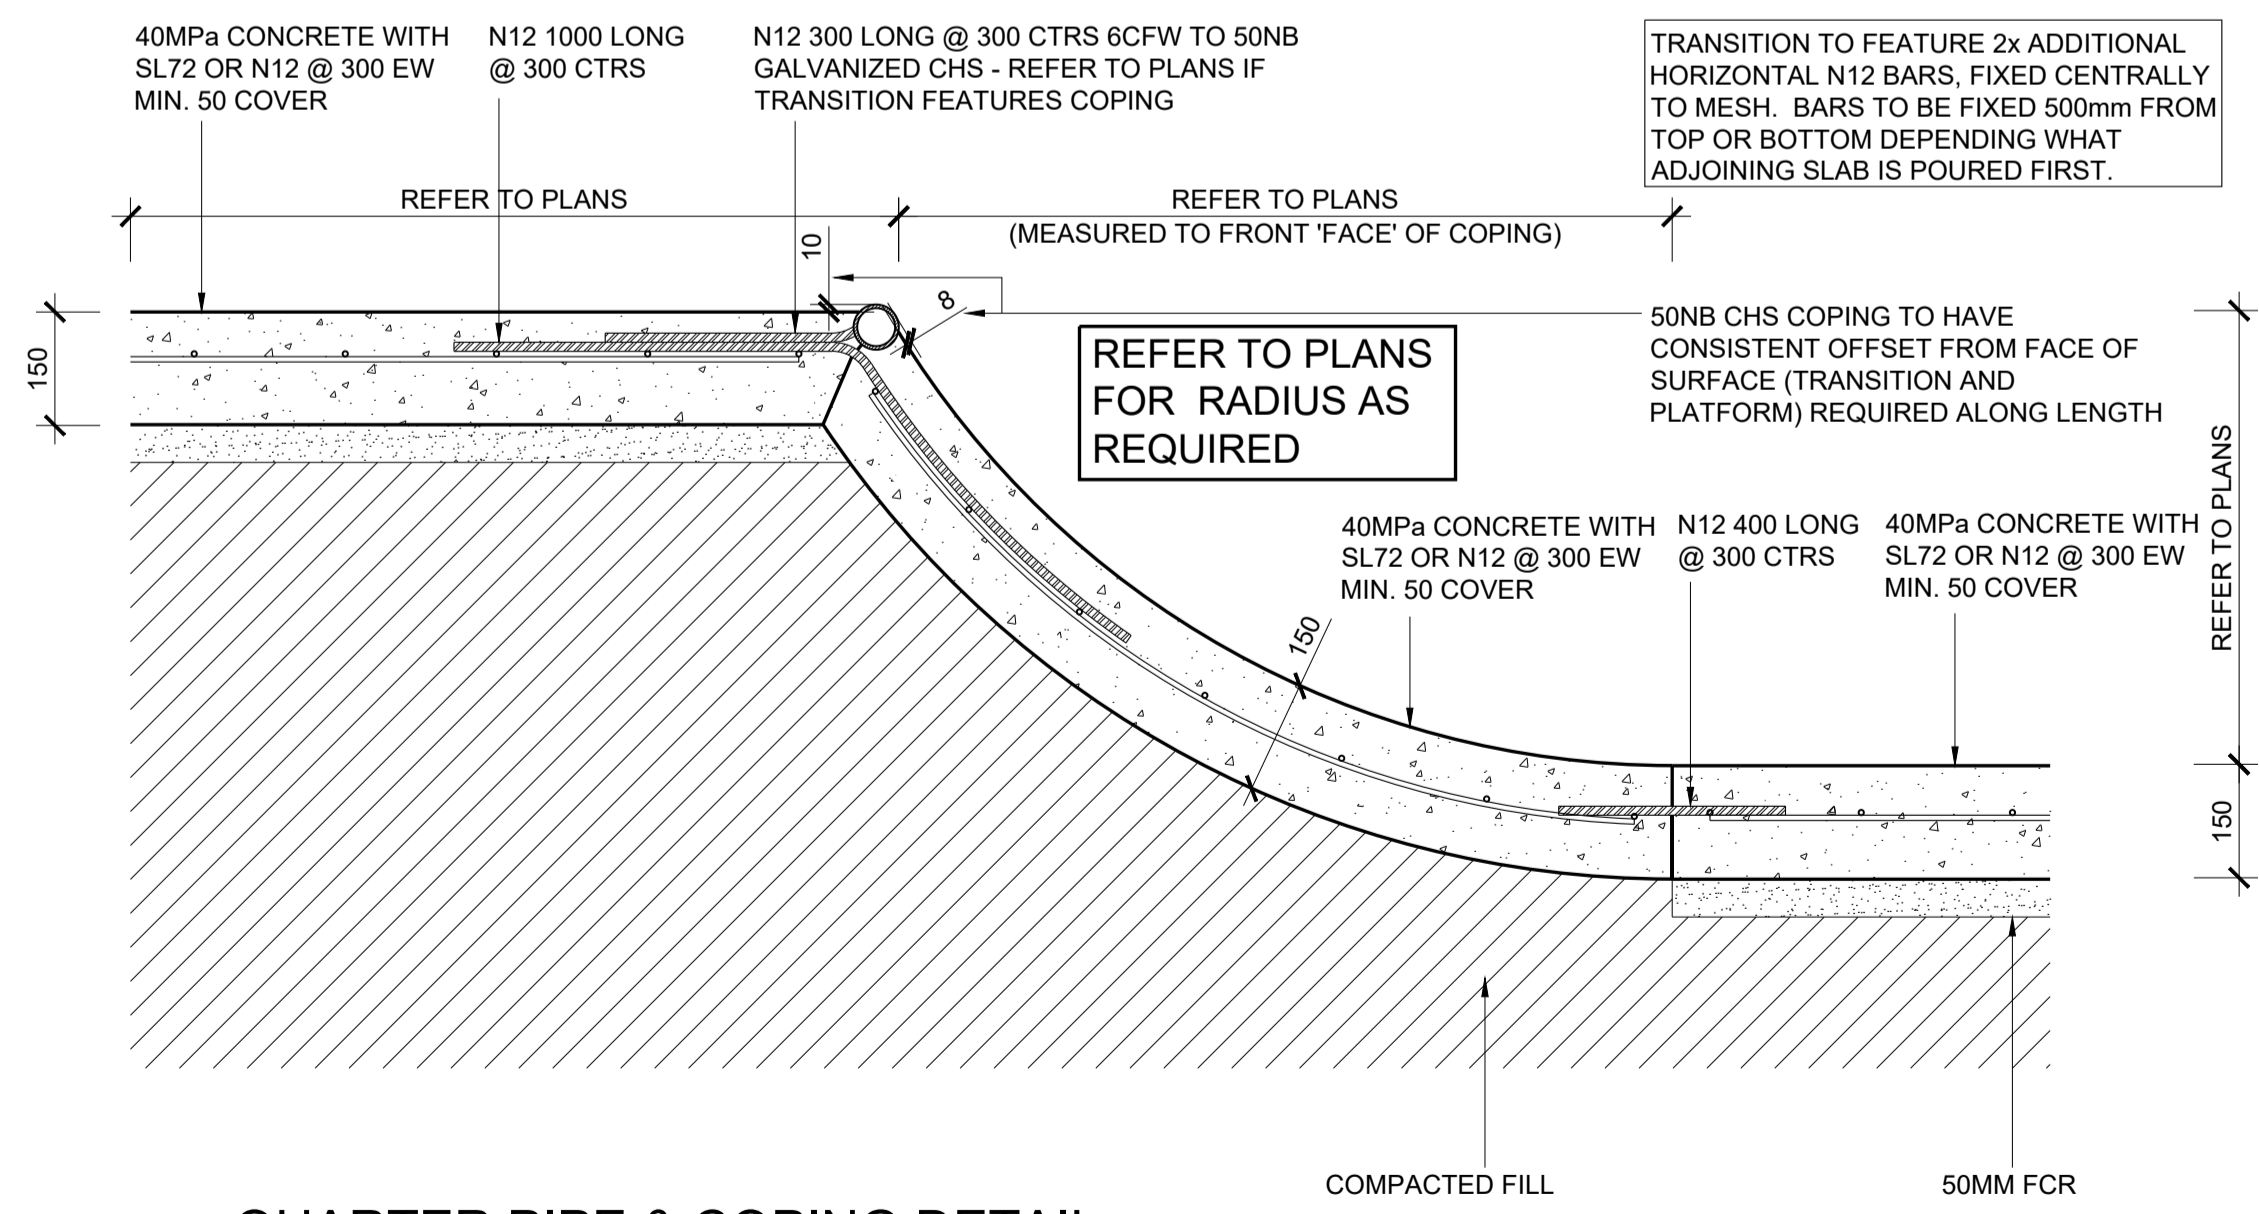 40MPa CONCRETE WITH
SL72 OR N12 @ 300 EW
MIN. 50 COVER
N12 1000 LONG
@ 300 CTRS
N12 300 LONG @ 300 CTRS 6CFW TO 50NB
GALVANIZED CHS - REFER TO PLANS IF
TRANSITION FEATURES COPING
TRANSITION TO FEATURE 2x ADDITIONAL
HORIZONTAL N12 BARS, FIXED CENTRALLY
TO MESH. BARS TO BE FIXED 500mm FROM
TOP OR BOTTOM DEPENDING WHAT
ADJOINING SLAB IS POURED FIRST.
REFER TO PLANS
REFER TO PLANS
(MEASURED TO FRONT 'FACE' OF COPING)
10
8
150
50NB CHS COPING TO HAVE
CONSISTENT OFFSET FROM FACE OF
SURFACE (TRANSITION AND
PLATFORM) REQUIRED ALONG LENGTH
REFER TO PLANS
FOR RADIUS AS
REQUIRED
REFER TO PLANS
40MPa CONCRETE WITH
SL72 OR N12 @ 300 EW
MIN. 50 COVER
N12 400 LONG
@ 300 CTRS
40MPa CONCRETE WITH
SL72 OR N12 @ 300 EW
MIN. 50 COVER
150
150
COMPACTED FILL
50MM FCR
QUARTER PIPE & COPING DETAIL